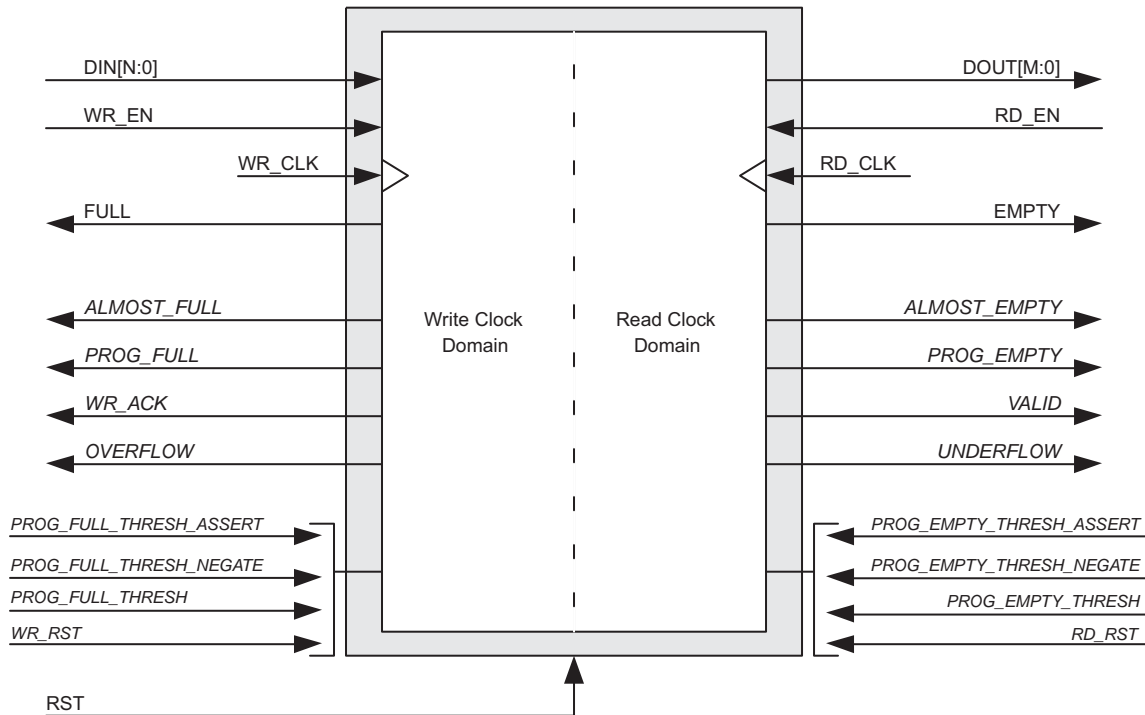 DIN[N:0]
WR_EN
WR_CLK
FULL
ALMOST_FULL
PROG_FULL
WR_ACK
OVERFLOW
PROG_FULL_THRESH_ASSERT
PROG_FULL_THRESH_NEGATE
PROG_FULL_THRESH
WR_RST
RST
Write Clock
Domain
Read Clock
Domain
DOUT[M:0]
RD_EN
RD_CLK
EMPTY
ALMOST_EMPTY
PROG_EMPTY
VALID
UNDERFLOW
PROG_EMPTY_THRESH_ASSERT
PROG_EMPTY_THRESH_NEGATE
PROG_EMPTY_THRESH
RD_RST